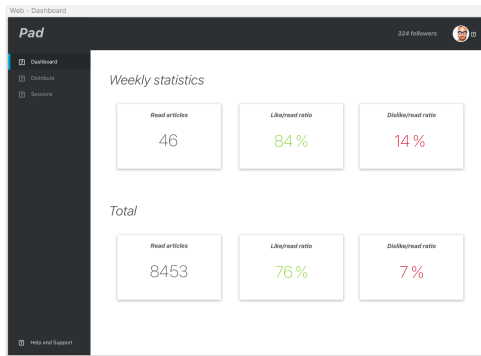 Web - Dashboard
Pad
324 followers
Dashboard
Distribute
Sessions
Weekly statistics
Read articles
Like/read ratio
Dislike/read ratio
46
84 %
14 %
Total
Read articles
Like/read ratio
Dislike/read ratio
8453
76 %
7 %
Help and Support